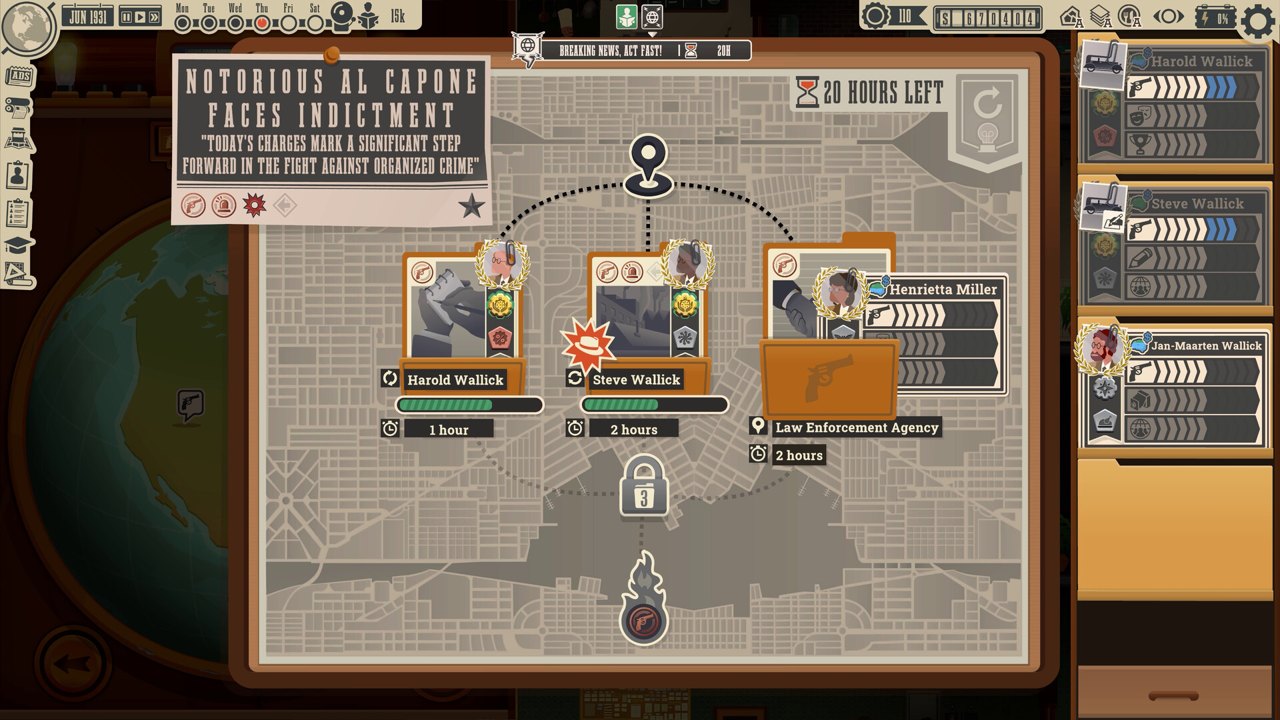 JUN 1931
Mon Tue Wed Thu Fri Sat
15k
110
$ 670404
0%
ADS
BREAKING NEWS, ACT FAST! 20H
NOTORIOUS AL CAPONE
FACES INDICTMENT
"TODAY'S CHARGES MARK A SIGNIFICANT STEP
FORWARD IN THE FIGHT AGAINST ORGANIZED CRIME"
20 HOURS LEFT
Harold Wallick
1 hour
Steve Wallick
2 hours
Henrietta Miller
Law Enforcement Agency
2 hours
3
Harold Wallick
Steve Wallick
Jan-Maarten Wallick